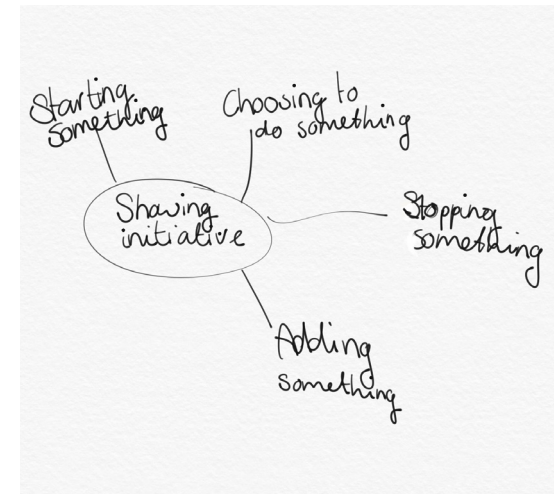 Starting
something
Choosing to
do something
Showing
initiative
Stopping
something
Adding
something